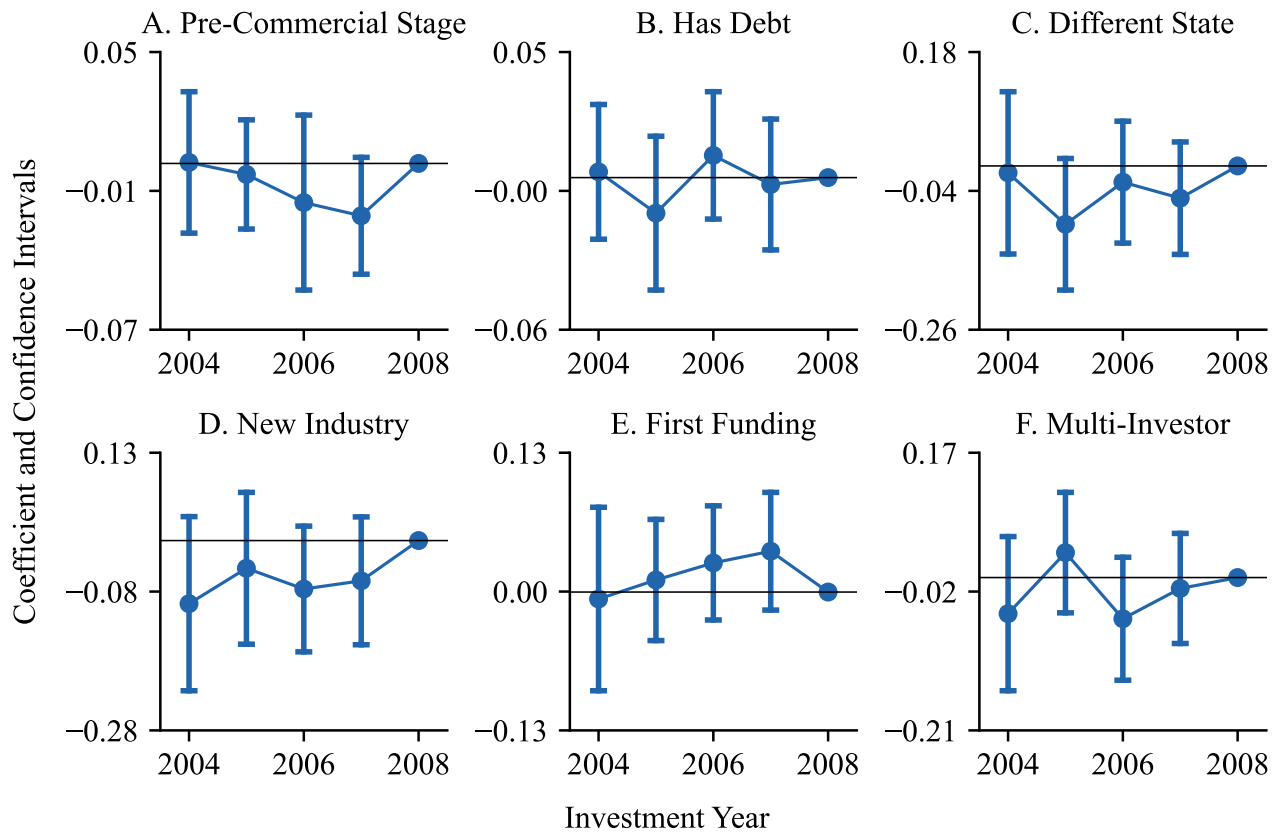 A. Pre-Commercial Stage
B. Has Debt
C. Different State
0.05
−0.01
−0.07
2004 2006 2008
0.05
−0.00
−0.06
2004 2006 2008
0.18
−0.04
−0.26
2004 2006 2008
Coefficient and Confidence Intervals
D. New Industry
E. First Funding
F. Multi-Investor
0.13
−0.08
−0.28
2004 2006 2008
0.13
0.00
−0.13
2004 2006 2008
0.17
−0.02
−0.21
2004 2006 2008
Investment Year